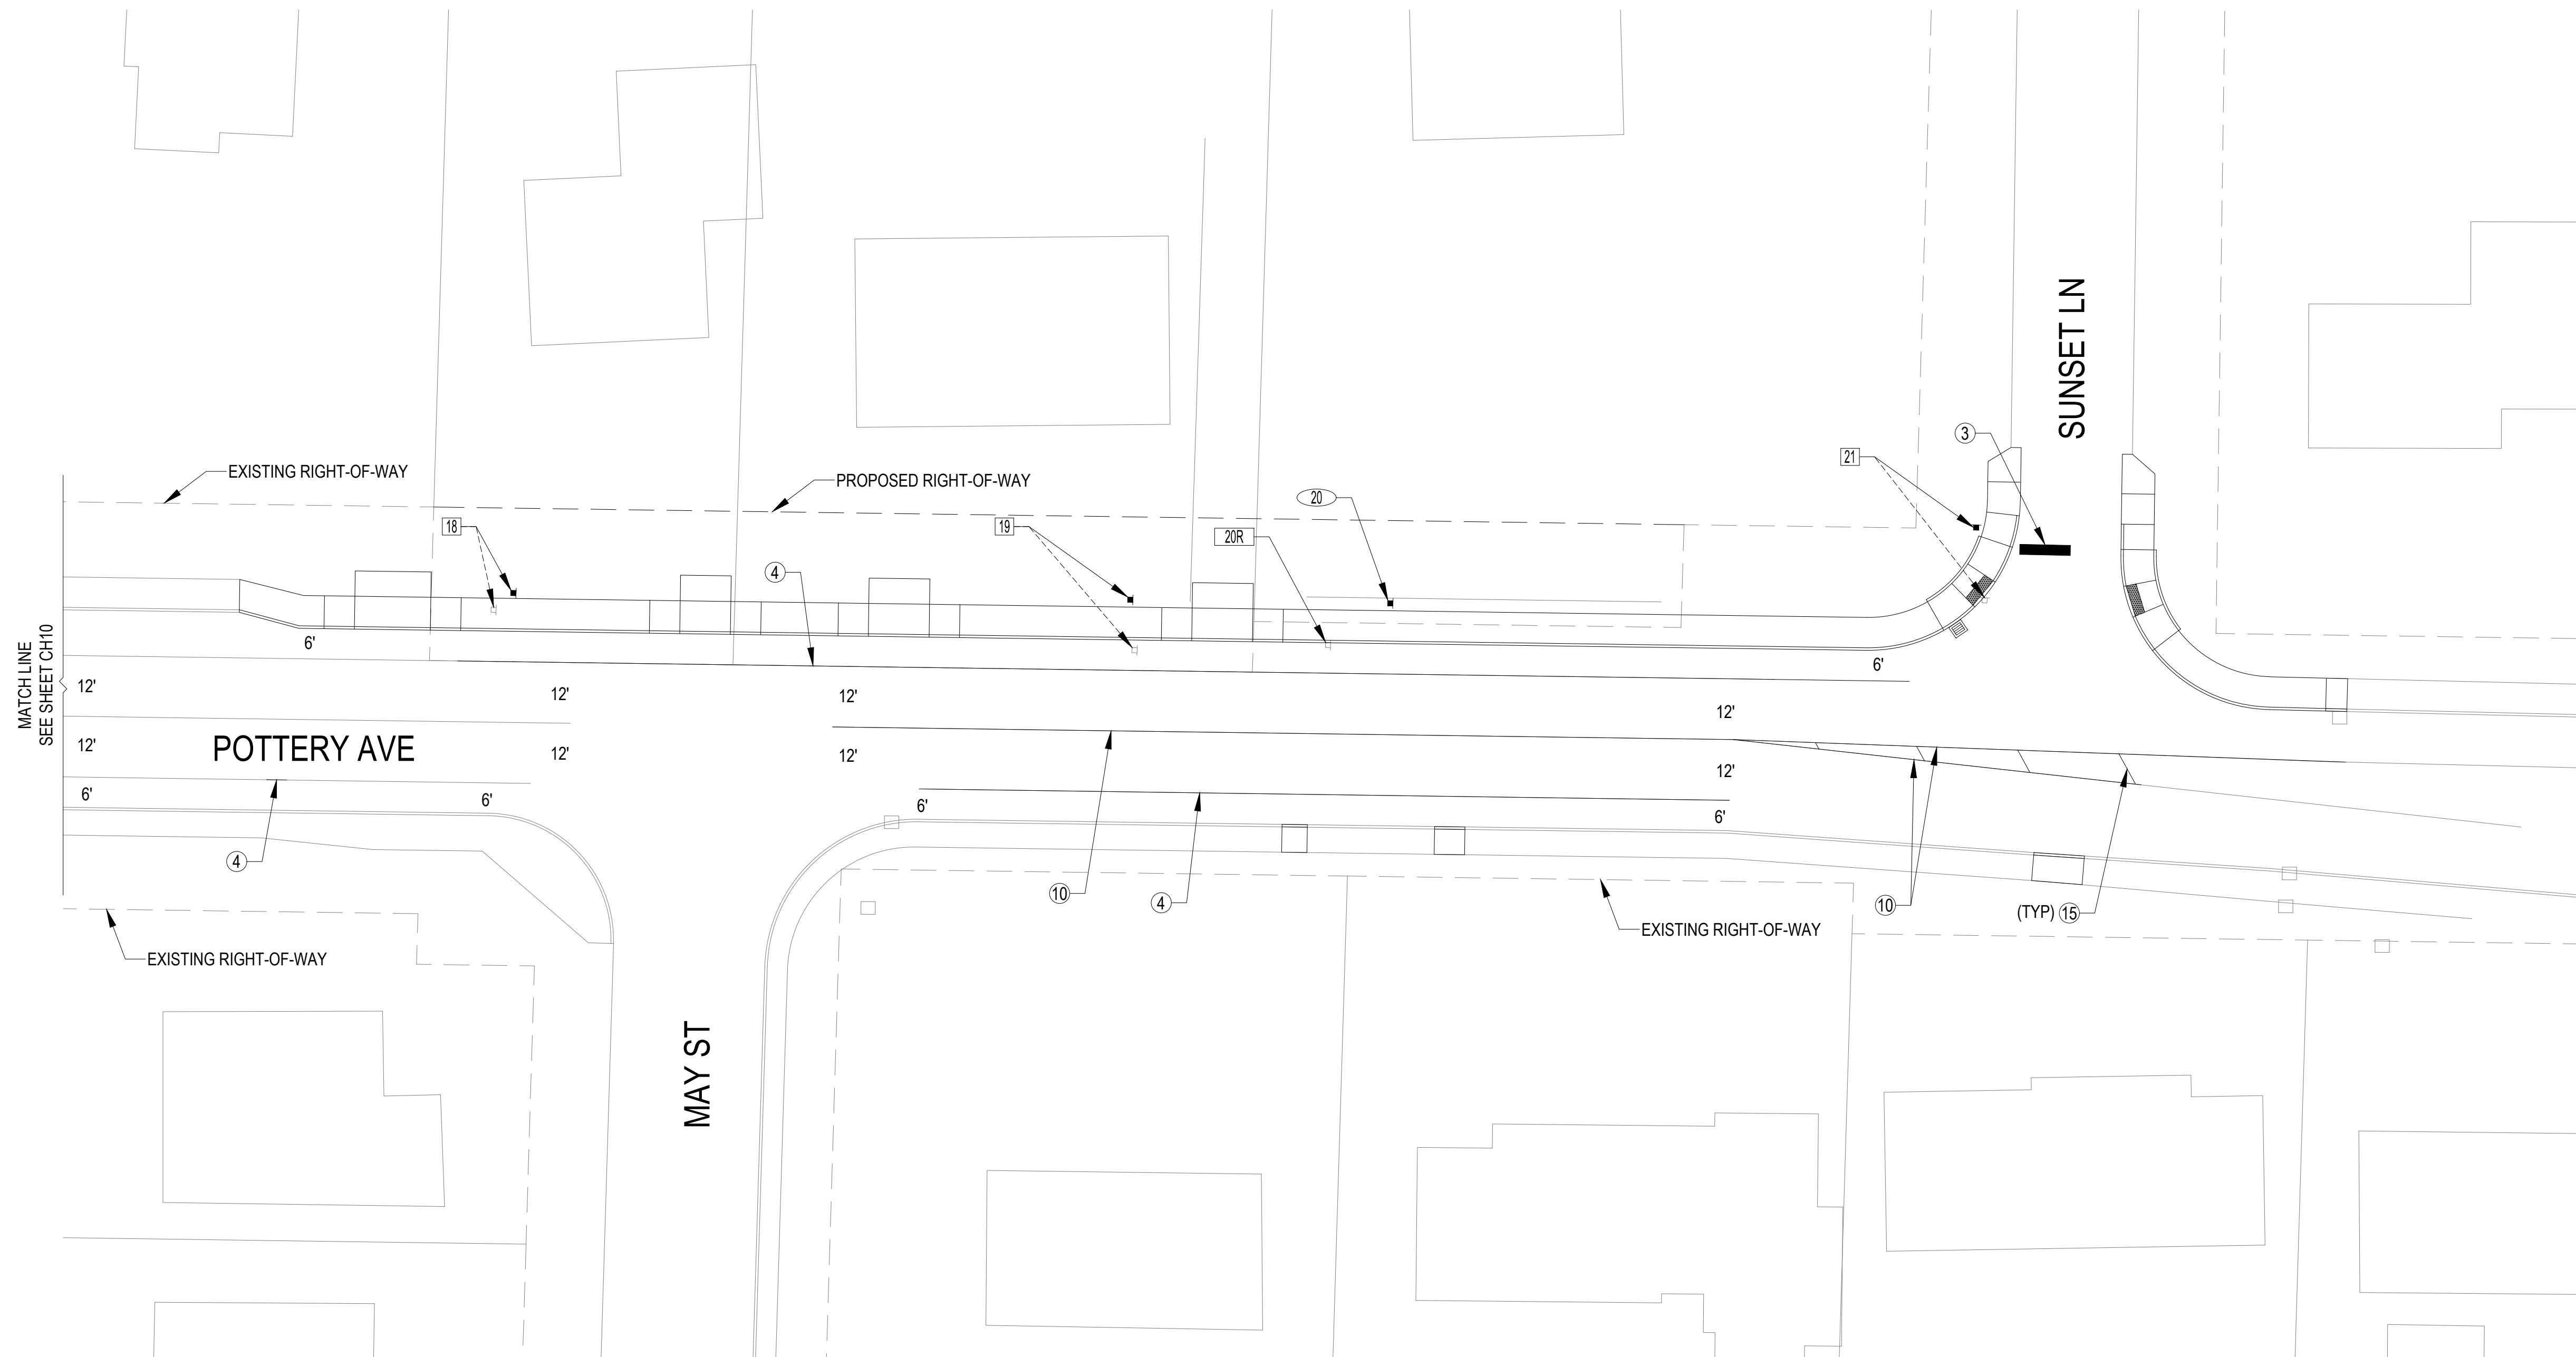 SUNSET LN
3
21
EXISTING RIGHT-OF-WAY
PROPOSED RIGHT-OF-WAY
20
18
19
20R
4
MATCH LINE
SEE SHEET CH10
6'
6'
12'
12'
12'
12'
12'
12'
12'
12'
POTTERY AVE
6'
6'
6'
6'
4
10
4
10
(TYP) 15
EXISTING RIGHT-OF-WAY
EXISTING RIGHT-OF-WAY
MAY ST